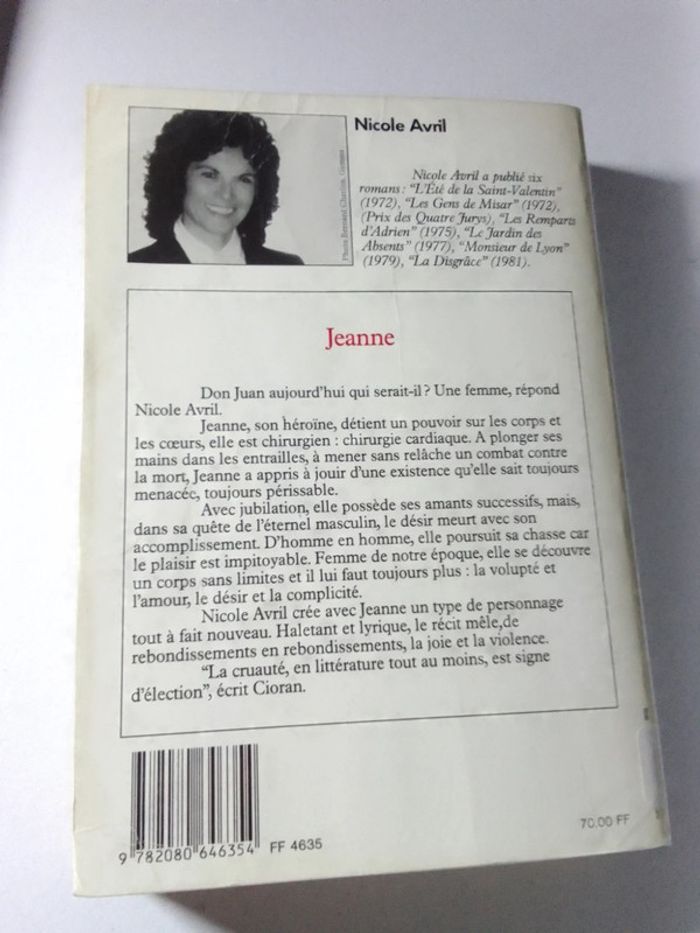 Nicole Avril
Nicole Avril a publié six
romans : "L'Été de la Saint-Valentin"
(1972), "Les Gens de Misar" (1972),
(Prix des Quatre Jurys), "Les Remparts
d'Adrien" (1975), "Le Jardin des
Absents" (1977), "Monsieur de Lyon"
(1979), "La Disgrâce" (1981).
Photo Bernard Charlon,
Jeanne
Don Juan aujourd'hui qui serait-il ? Une femme, répond
Nicole Avril.
Jeanne, son héroïne, détient un pouvoir sur les corps et
les cœurs, elle est chirurgien : chirurgie cardiaque. A plonger ses
mains dans les entrailles, à mener sans relâche un combat contre
la mort, Jeanne a appris à jouir d'une existence qu'elle sait toujours
menacée, toujours périssable.
Avec jubilation, elle possède ses amants successifs, mais,
dans sa quête de l'éternel masculin, le désir meurt avec son
accomplissement. D'homme en homme, elle poursuit sa chasse car
le plaisir est impitoyable. Femme de notre époque, elle se découvre
un corps sans limites et il lui faut toujours plus : la volupté et
l'amour, le désir et la complicité.
Nicole Avril crée avec Jeanne un type de personnage
tout à fait nouveau. Haletant et lyrique, le récit mêle,de
rebondissements en rebondissements, la joie et la violence.
"La cruauté, en littérature tout au moins, est signe
d'élection", écrit Cioran.
9 782080 646354 FF 4635
70.00 FF